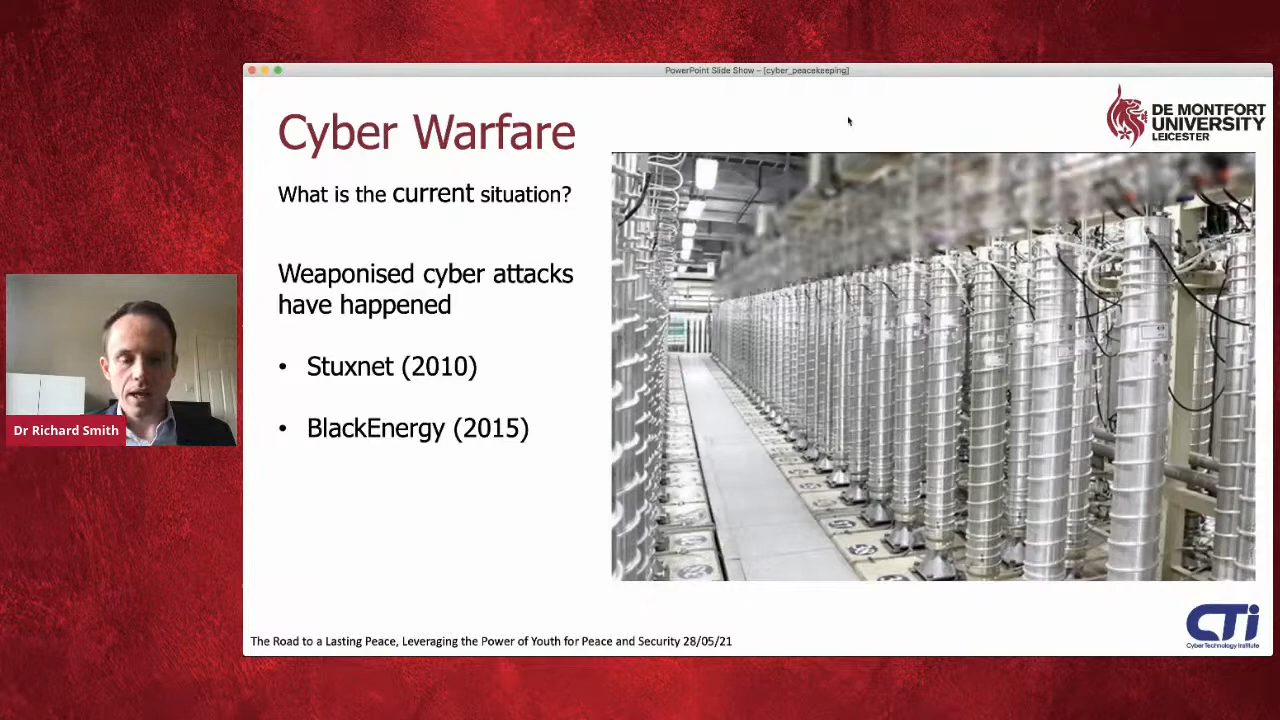 PowerPoint Slide Show – [cyber_peacekeeping]
DE MONTFORT
UNIVERSITY
LEICESTER
Cyber Warfare
What is the current situation?
Weaponised cyber attacks
have happened
• Stuxnet (2010)
• BlackEnergy (2015)
Dr Richard Smith
CTi
Cyber Technology Institute
The Road to a Lasting Peace, Leveraging the Power of Youth for Peace and Security 28/05/21